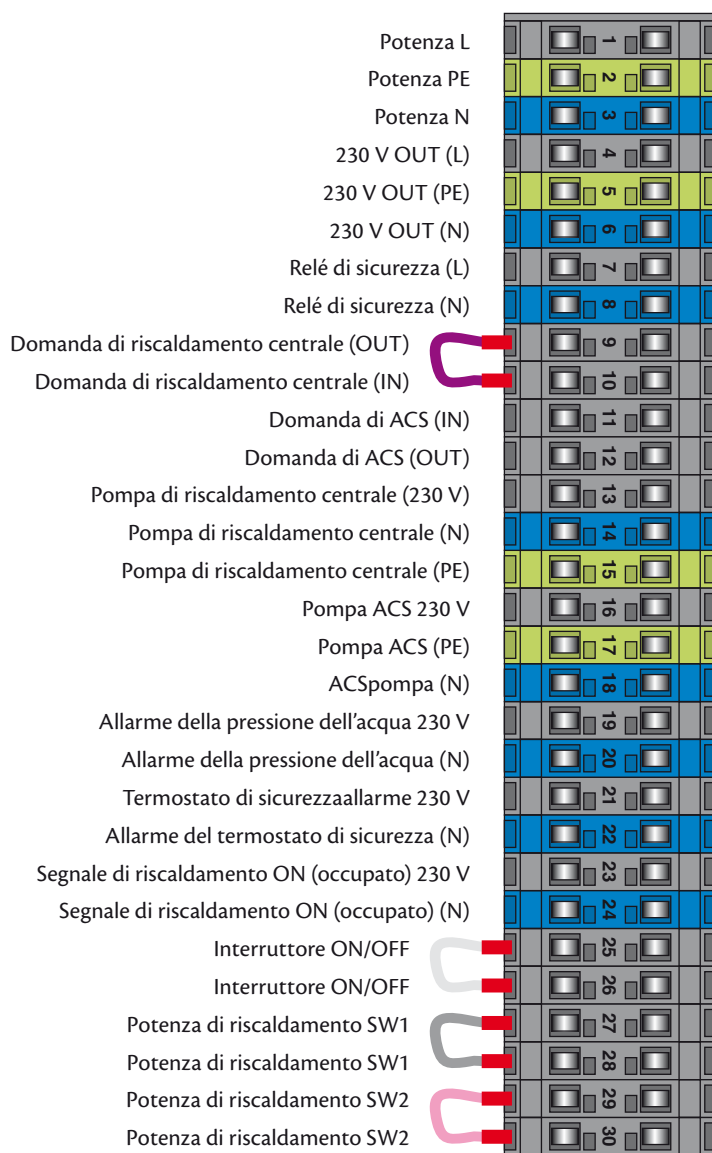 Potenza L 1
Potenza PE 2
Potenza N 3
230 V OUT (L) 4
230 V OUT (PE) 5
230 V OUT (N) 6
Relé di sicurezza (L) 7
Relé di sicurezza (N) 8
Domanda di riscaldamento centrale (OUT) 9
Domanda di riscaldamento centrale (IN) 10
Domanda di ACS (IN) 11
Domanda di ACS (OUT) 12
Pompa di riscaldamento centrale (230 V) 13
Pompa di riscaldamento centrale (N) 14
Pompa di riscaldamento centrale (PE) 15
Pompa ACS 230 V 16
Pompa ACS (PE) 17
ACSpompa (N) 18
Allarme della pressione dell'acqua 230 V 19
Allarme della pressione dell'acqua (N) 20
Termostato di sicurezzaallarme 230 V 21
Allarme del termostato di sicurezza (N) 22
Segnale di riscaldamento ON (occupato) 230 V 23
Segnale di riscaldamento ON (occupato) (N) 24
Interruttore ON/OFF 25
Interruttore ON/OFF 26
Potenza di riscaldamento SW1 27
Potenza di riscaldamento SW1 28
Potenza di riscaldamento SW2 29
Potenza di riscaldamento SW2 30